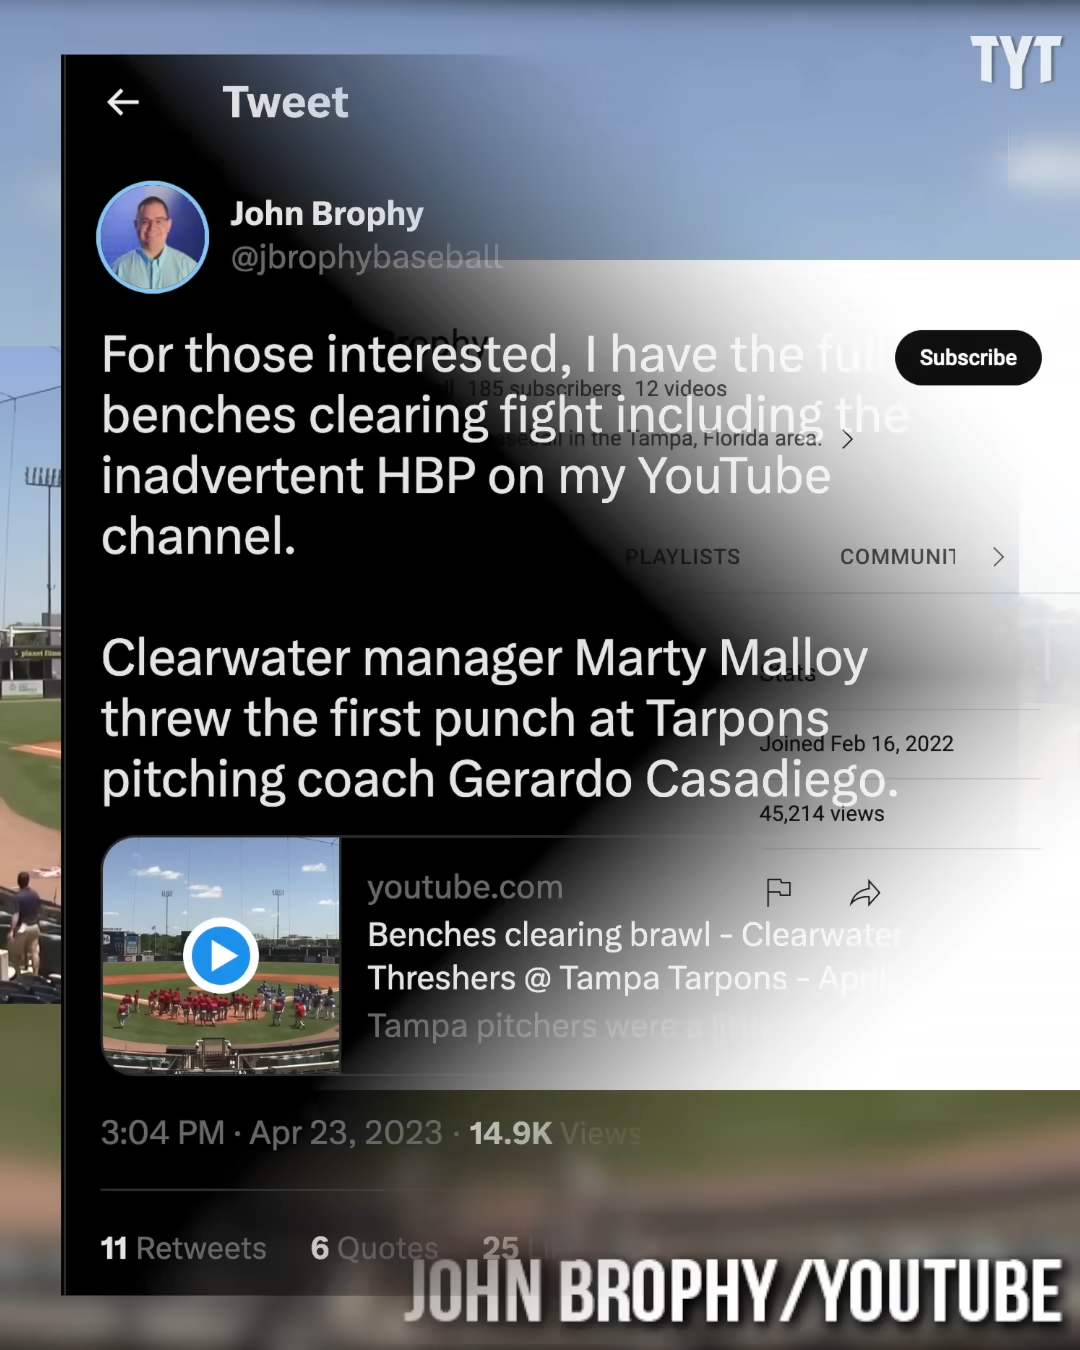 TYT
Tweet
John Brophy
@jbrophybaseball
Brophy
For those interested, I have the full
Subscribe
185 subscribers 12 videos
benches clearing fight including the
baseball in the Tampa, Florida area.
inadvertent HBP on my YouTube
channel.
PLAYLISTS
COMMUNIT
Clearwater manager Marty Malloy
Stats
threw the first punch at Tarpons
Joined Feb 16, 2022
pitching coach Gerardo Casadiego.
45,214 views
youtube.com
Benches clearing brawl - Clearwater
Threshers @ Tampa Tarpons - April
Tampa pitchers were a
3:04 PM · Apr 23, 2023 · 14.9K Views
11 Retweets 6 Quotes 25
JOHN BROPHY/YOUTUBE